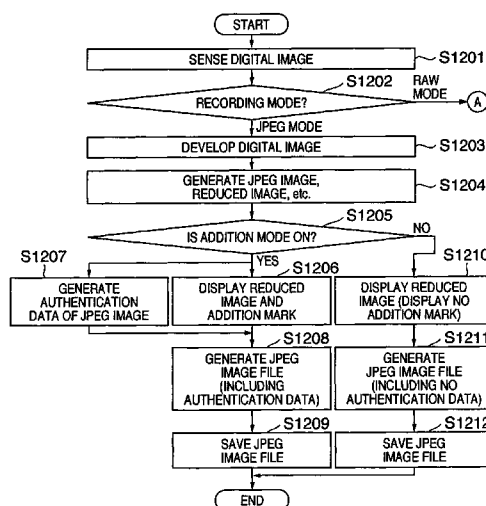 START
SENSE DIGITAL IMAGE
S1201
S1202
RECORDING MODE?
RAW
MODE
A
JPEG MODE
DEVELOP DIGITAL IMAGE
S1203
GENERATE JPEG IMAGE,
REDUCED IMAGE, etc.
S1204
S1205
IS ADDITION MODE ON?
NO
YES
S1207
S1206
S1210
GENERATE
AUTHENTICATION
DATA OF JPEG IMAGE
DISPLAY REDUCED
IMAGE AND
ADDITION MARK
DISPLAY REDUCED
IMAGE (DISPLAY NO
ADDITION MARK)
S1208
S1211
GENERATE JPEG
IMAGE FILE
(INCLUDING
AUTHENTICATION DATA)
GENERATE
JPEG IMAGE FILE
(INCLUDING NO
AUTHENTICATION DATA)
S1209
S1212
SAVE JPEG
IMAGE FILE
SAVE JPEG
IMAGE FILE
END